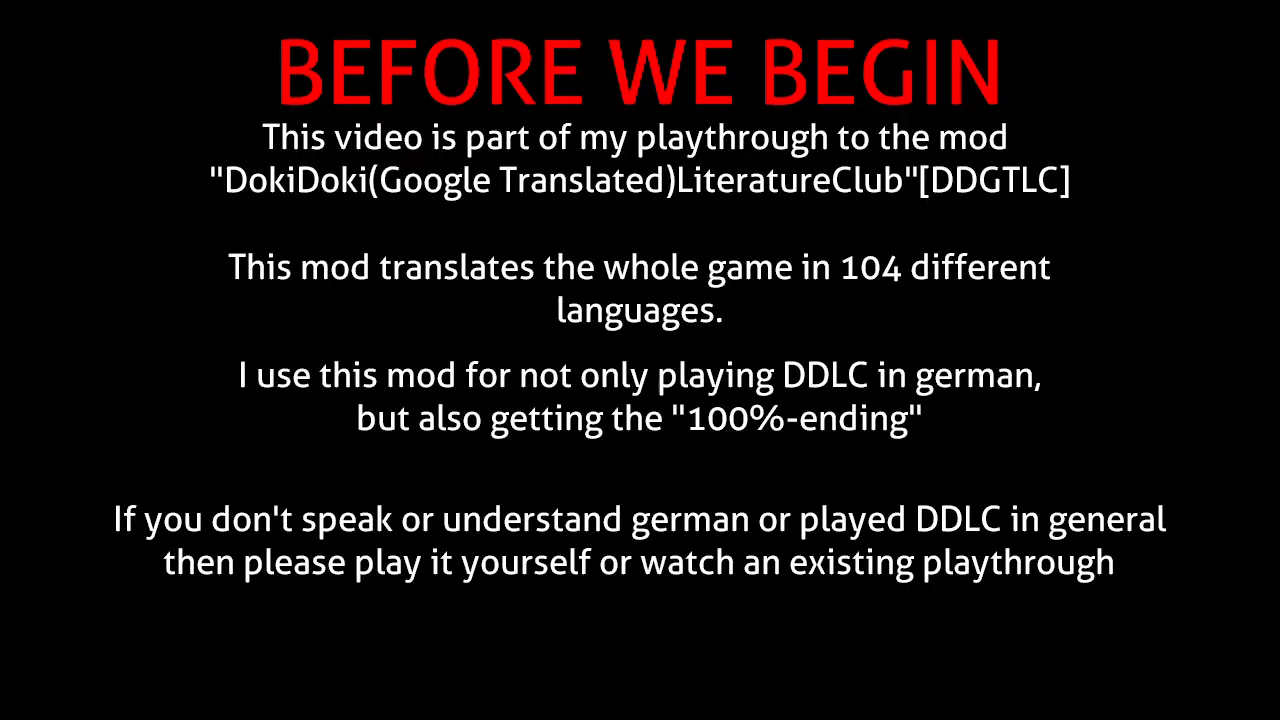 BEFORE WE BEGIN
This video is part of my playthrough to the mod
"DokiDoki(Google Translated)LiteratureClub"[DDGTLC]
This mod translates the whole game in 104 different
languages.
I use this mod for not only playing DDLC in german,
but also getting the "100%-ending"
If you don't speak or understand german or played DDLC in general
then please play it yourself or watch an existing playthrough